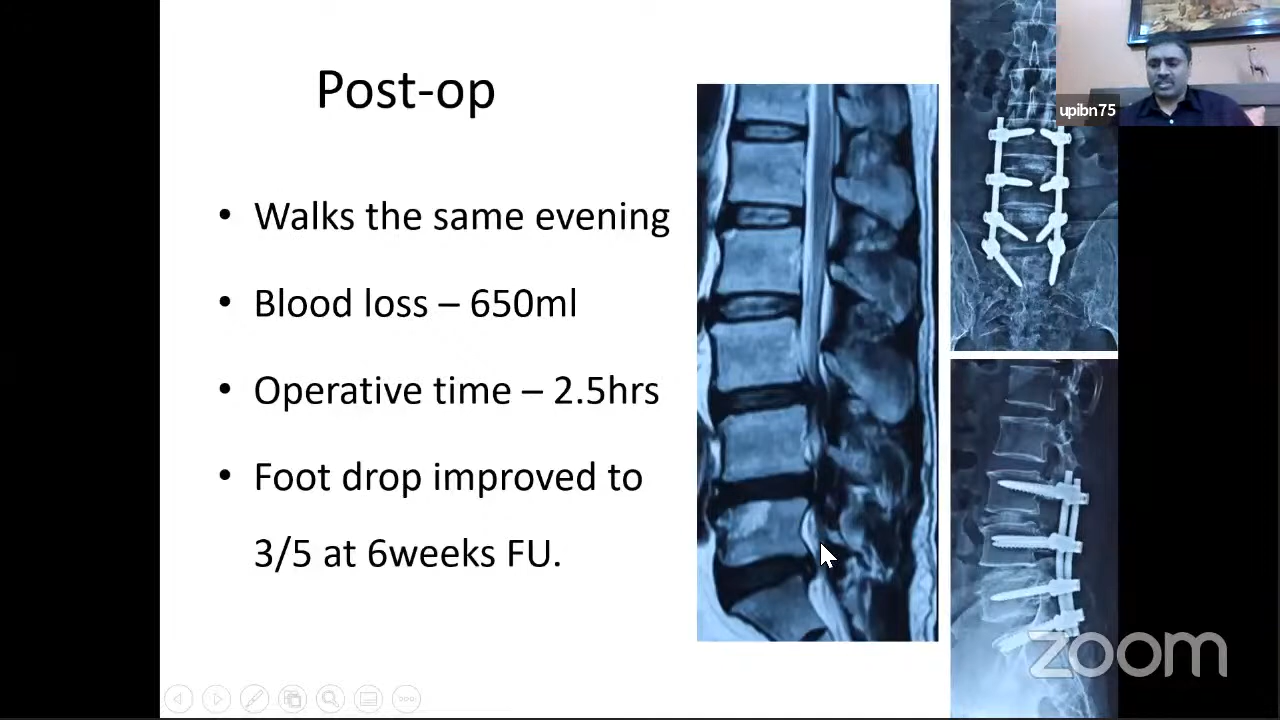 Post-op
• Walks the same evening
• Blood loss – 650ml
• Operative time – 2.5hrs
• Foot drop improved to
3/5 at 6weeks FU.
upibn75
zoom